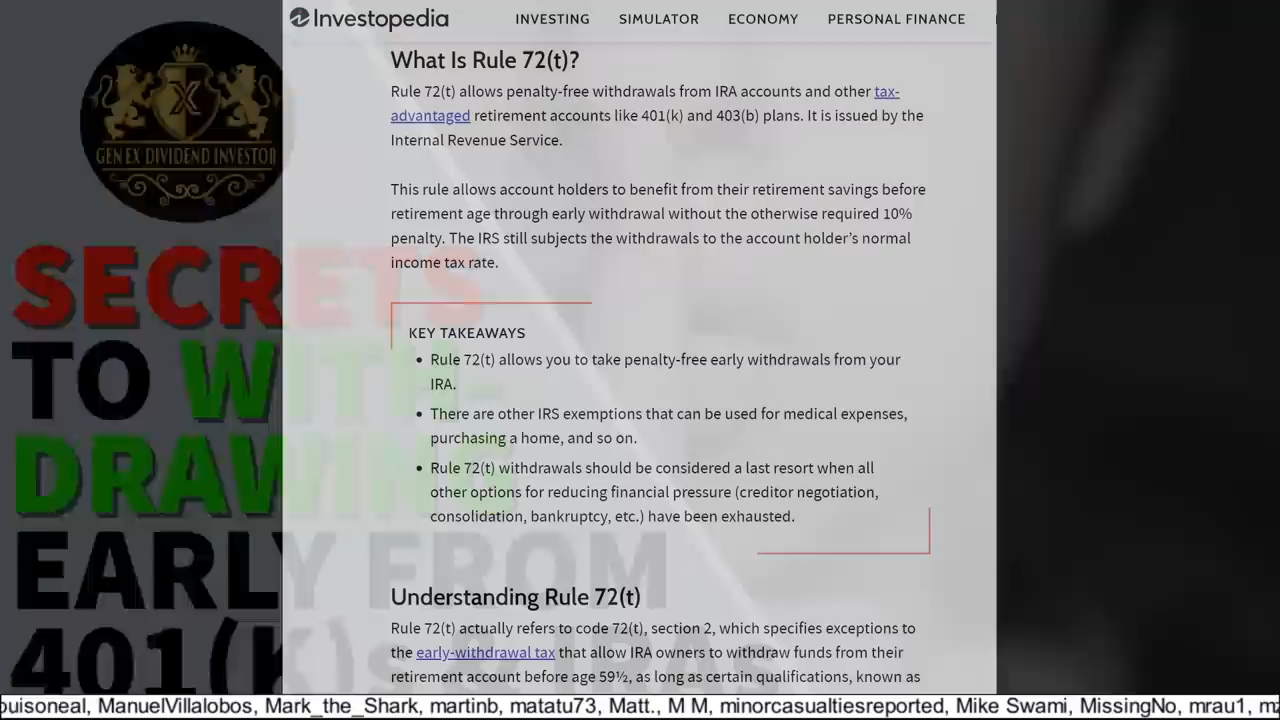 Investopedia INVESTING SIMULATOR ECONOMY PERSONAL FINANCE
What Is Rule 72(t)?
Rule 72(t) allows penalty-free withdrawals from IRA accounts and other tax-
advantaged retirement accounts like 401(k) and 403(b) plans. It is issued by the
Internal Revenue Service.
This rule allows account holders to benefit from their retirement savings before
retirement age through early withdrawal without the otherwise required 10%
penalty. The IRS still subjects the withdrawals to the account holder's normal
income tax rate.
KEY TAKEAWAYS
• Rule 72(t) allows you to take penalty-free early withdrawals from your
IRA.
• There are other IRS exemptions that can be used for medical expenses,
purchasing a home, and so on.
• Rule 72(t) withdrawals should be considered a last resort when all
other options for reducing financial pressure (creditor negotiation,
consolidation, bankruptcy, etc.) have been exhausted.
Understanding Rule 72(t)
Rule 72(t) actually refers to code 72(t), section 2, which specifies exceptions to
the early-withdrawal tax that allow IRA owners to withdraw funds from their
retirement account before age 59½, as long as certain qualifications, known as
X
GEN EX DIVIDEND INVESTOR
SECRETS
TO WITH-
DRAWING
EARLY FROM
401(K)s & IRAs
ouisoneal, ManuelVillalobos, Mark_the_Shark, martinb, matatu73, Matt., M M, minorcasualtiesreported, Mike Swami, MissingNo, mrau1,